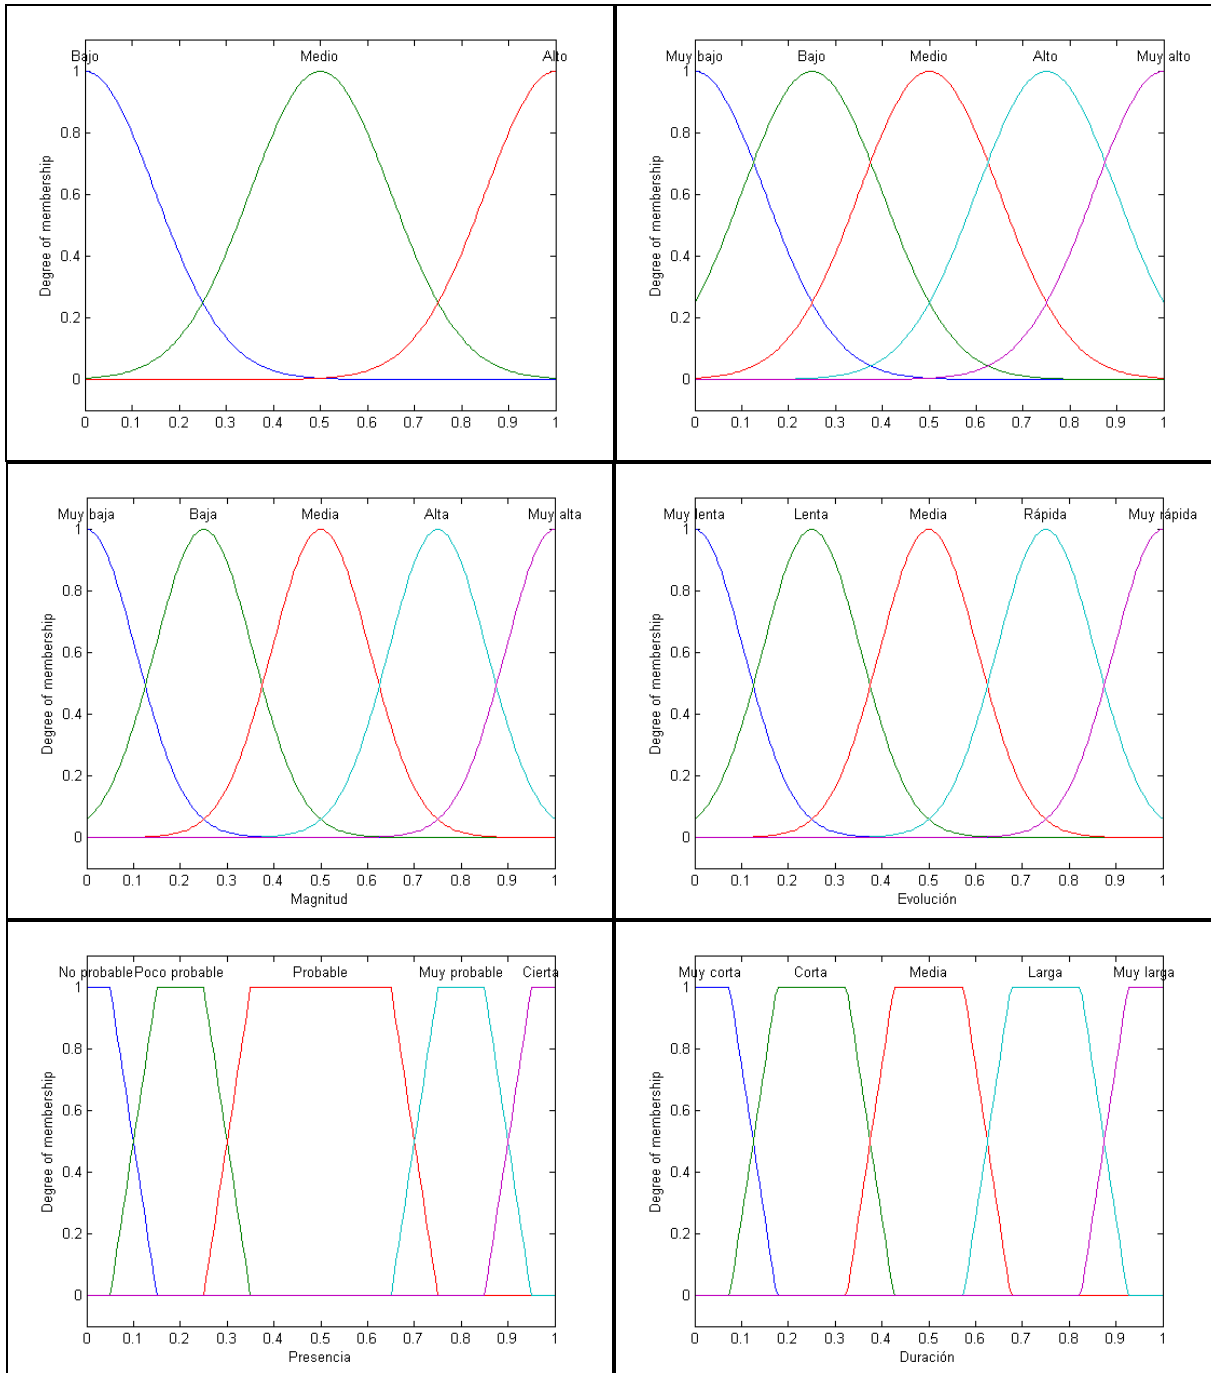 Bajo Medio Alto
Degree of membership
1
0.8
0.6
0.4
0.2
0
0 0.1 0.2 0.3 0.4 0.5 0.6 0.7 0.8 0.9 1
Muy bajo Bajo Medio Alto Muy alto
Degree of membership
1
0.8
0.6
0.4
0.2
0
0 0.1 0.2 0.3 0.4 0.5 0.6 0.7 0.8 0.9 1
Muy baja Baja Media Alta Muy alta
Degree of membership
1
0.8
0.6
0.4
0.2
0
0 0.1 0.2 0.3 0.4 0.5 0.6 0.7 0.8 0.9 1
Magnitud
Muy lenta Lenta Media Rápida Muy rápida
Degree of membership
1
0.8
0.6
0.4
0.2
0
0 0.1 0.2 0.3 0.4 0.5 0.6 0.7 0.8 0.9 1
Evolución
No probable Poco probable Probable Muy probable Cierta
Degree of membership
1
0.8
0.6
0.4
0.2
0
0 0.1 0.2 0.3 0.4 0.5 0.6 0.7 0.8 0.9 1
Presencia
Muy corta Corta Media Larga Muy larga
Degree of membership
1
0.8
0.6
0.4
0.2
0
0 0.1 0.2 0.3 0.4 0.5 0.6 0.7 0.8 0.9 1
Duración